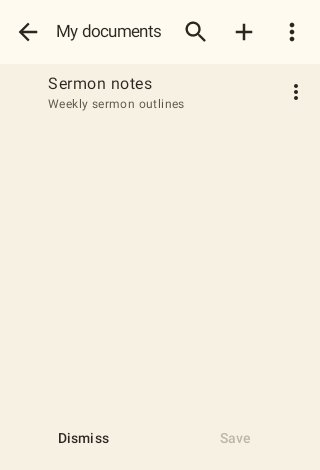 My documents
Sermon notes
Weekly sermon outlines
Dismiss
Save